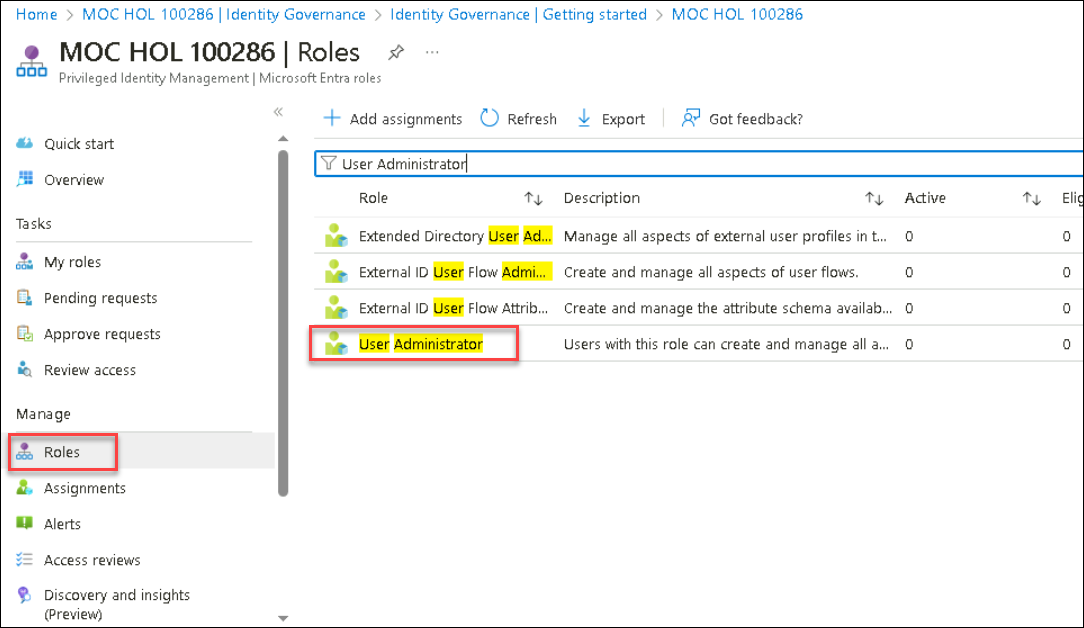 Home > MOC HOL 100286 | Identity Governance > Identity Governance | Getting started > MOC HOL 100286
MOC HOL 100286 | Roles ...
Privileged Identity Management | Microsoft Entra roles
«
Quick start
Overview
Tasks
My roles
Pending requests
Approve requests
Review access
Manage
Roles
Assignments
Alerts
Access reviews
Discovery and insights
(Preview)
+ Add assignments Refresh Export | Got feedback?
User Administrator
Role ↑↓ Description ↑↓ Active ↑↓ Elig
Extended Directory User Ad... Manage all aspects of external user profiles in t... 0 0
External ID User Flow Admi... Create and manage all aspects of user flows. 0 0
External ID User Flow Attrib... Create and manage the attribute schema availab... 0 0
User Administrator Users with this role can create and manage all a... 0 0